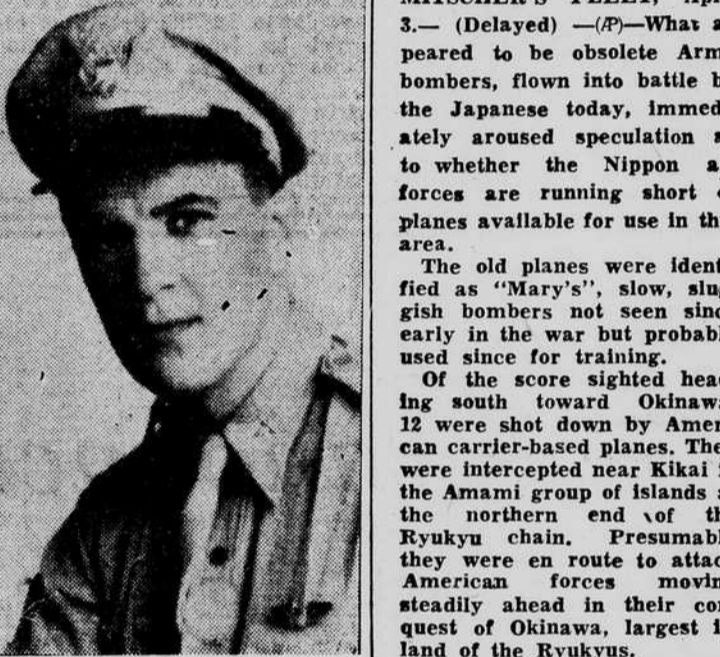 MITSCHER'S FLEET,
3.— (Delayed) —(AP)—What a
peared to be obsolete Arm
bombers, flown into battle b
the Japanese today, immed
ately aroused speculation a
to whether the Nippon a
forces are running short
planes available for use in th
area.
The old planes were ident
fied as "Mary's", slow, slug
gish bombers not seen sinc
early in the war but probabl
used since for training.
Of the score sighted head
ing south toward Okinawa
12 were shot down by Amer
can carrier-based planes. The
were intercepted near Kikai
the Amami group of islands a
the northern end of th
Ryukyu chain. Presumabl
they were en route to attac
American forces movin
steadily ahead in their con
quest of Okinawa, largest i
land of the Ryukyus.